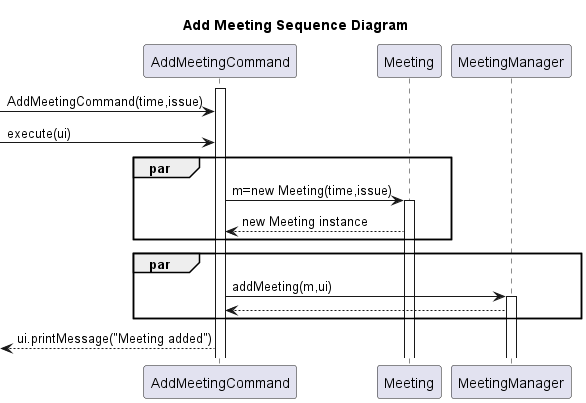 Add Meeting Sequence Diagram
AddMeetingCommand Meeting MeetingManager
AddMeetingCommand(time,issue)
execute(ui)
par
m=new Meeting(time,issue)
new Meeting instance
par
addMeeting(m,ui)
ui.printMessage("Meeting added")
AddMeetingCommand Meeting MeetingManager